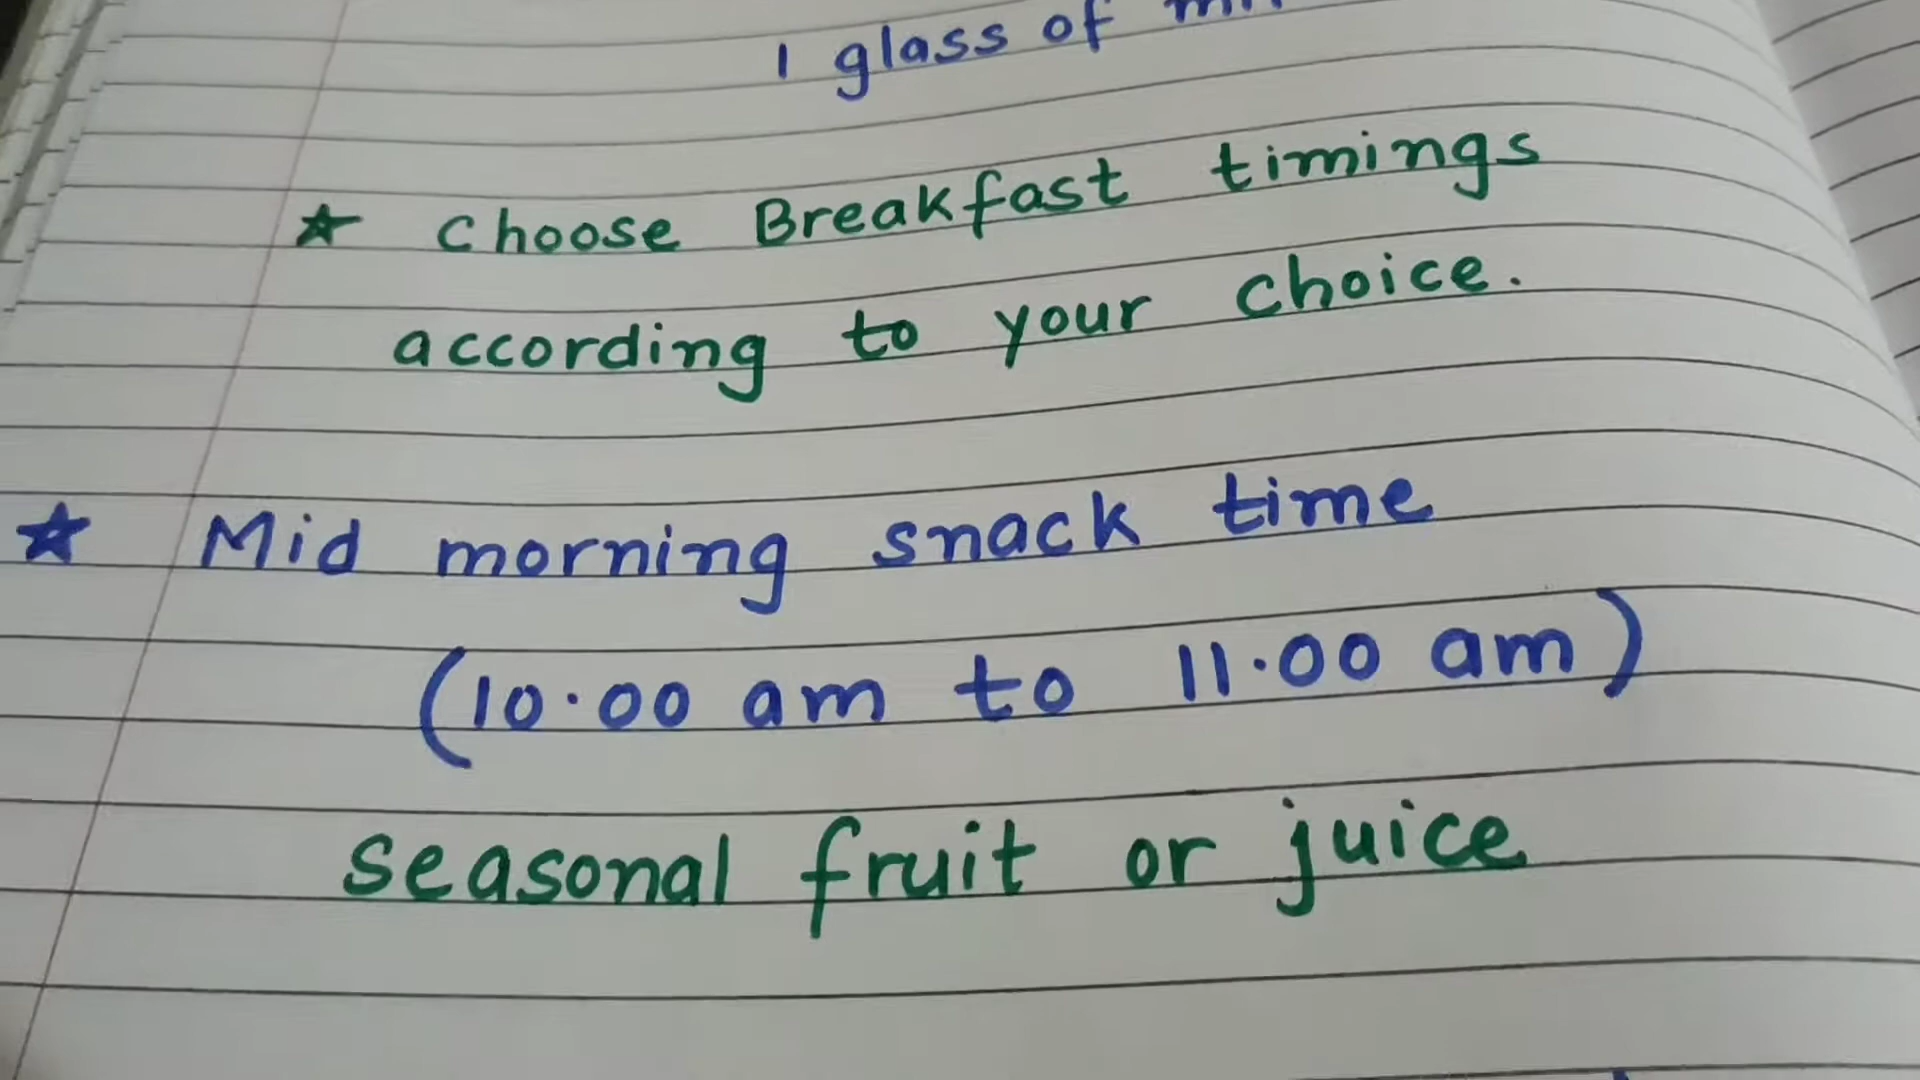 1 glass of
☆ Choose Breakfast timings
according to your choice.
☆ Mid morning snack time
(10.00 am to 11.00 am)
seasonal fruit or juice